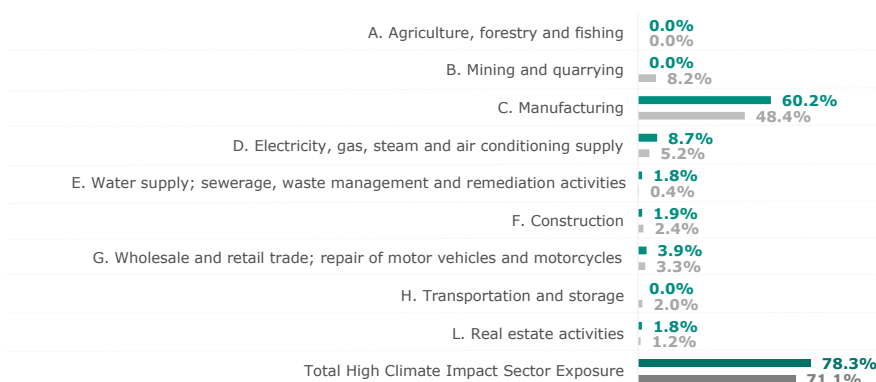 A. Agriculture, forestry and fishing
0.0%
0.0%
B. Mining and quarrying
0.0%
8.2%
C. Manufacturing
60.2%
48.4%
D. Electricity, gas, steam and air conditioning supply
8.7%
5.2%
E. Water supply; sewerage, waste management and remediation activities
1.8%
0.4%
F. Construction
1.9%
2.4%
G. Wholesale and retail trade; repair of motor vehicles and motorcycles
3.9%
3.3%
H. Transportation and storage
0.0%
2.0%
L. Real estate activities
1.8%
1.2%
Total High Climate Impact Sector Exposure
78.3%
71.1%